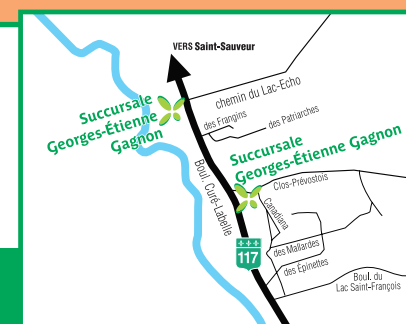 VERS Saint-Sauveur
chemin du Lac-Echo
Succursale
Georges-Étienne
Gagnon
des Frangins
des Patriarches
Succursale
Georges-Étienne Gagnon
Boul. Curé-Labelle
Clos-Prévostois
Canadiana
117
des Mallards
des Épinettes
Boul. du
Lac Saint-François